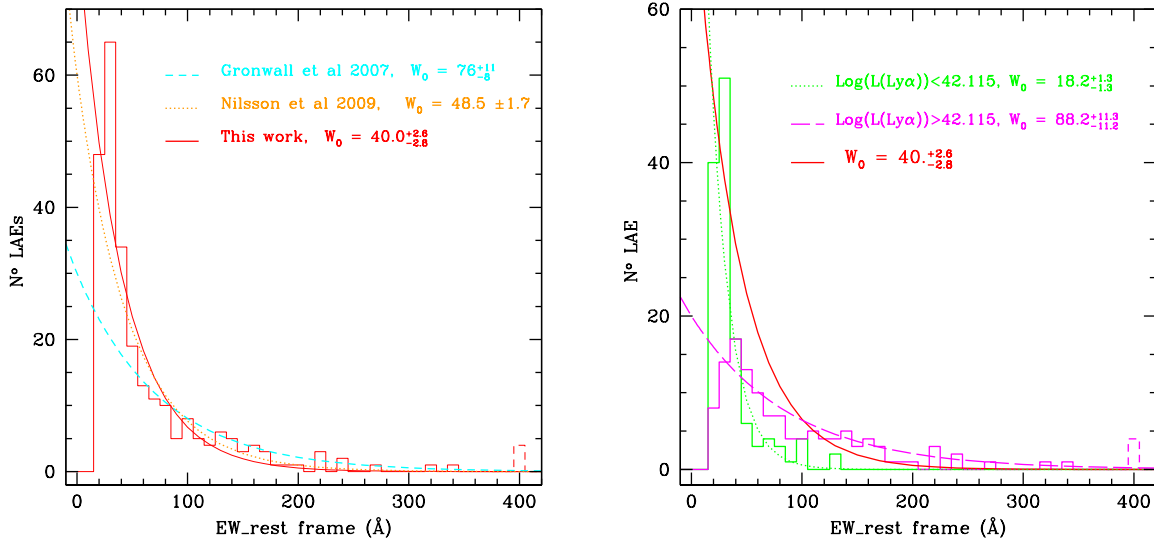 60
40
20
0
N° LAEs
Gronwall et al 2007, W₀ = 76⁺¹¹₋₈
Nilsson et al 2009, W₀ = 48.5 ±1.7
This work, W₀ = 40.0⁺²·⁶₋₂.₈
0 100 200 300 400
EW_rest frame (Å)
60
40
20
0
N° LAE
Log(L(Lyα))<42.115, W₀ = 18.2⁺¹·³₋₁.₃
Log(L(Lyα))>42.115, W₀ = 88.2⁺¹¹·³₋₁₁.₂
W₀ = 40.⁺²·⁶₋₂.₈
0 100 200 300 400
EW_rest frame (Å)